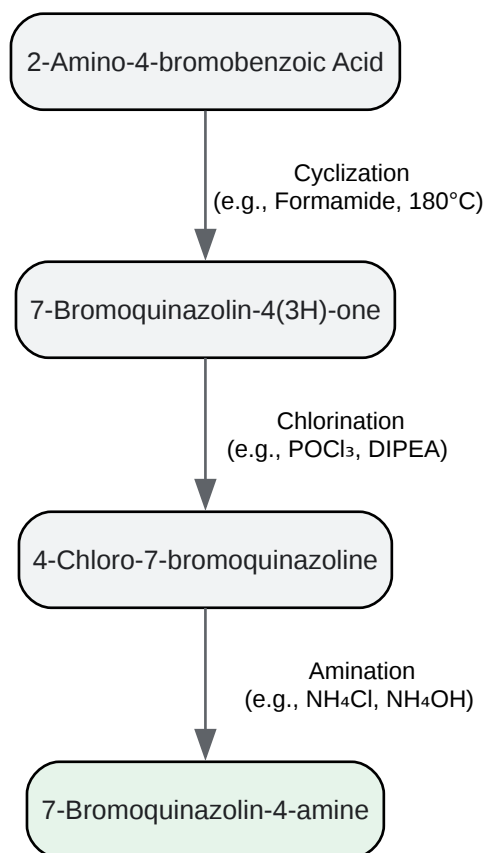 2-Amino-4-bromobenzoic Acid
Cyclization
(e.g., Formamide, 180°C)
7-Bromoquinazolin-4(3H)-one
Chlorination
(e.g., POCl₃, DIPEA)
4-Chloro-7-bromoquinazoline
Amination
(e.g., NH₄Cl, NH₄OH)
7-Bromoquinazolin-4-amine